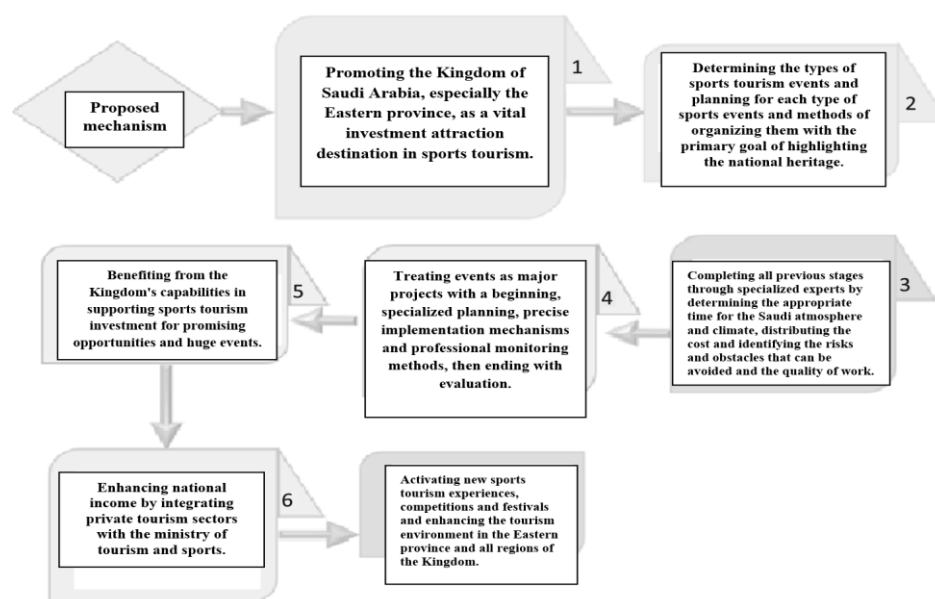 Proposed
mechanism
1
Promoting the Kingdom of
Saudi Arabia, especially the
Eastern province, as a vital
investment attraction
destination in sports tourism.
2
Determining the types of
sports tourism events and
planning for each type of
sports events and methods of
organizing them with the
primary goal of highlighting
the national heritage.
3
Completing all previous stages
through specialized experts by
determining the appropriate
time for the Saudi atmosphere
and climate, distributing the
cost and identifying the risks
and obstacles that can be
avoided and the quality of work.
4
Treating events as major
projects with a beginning,
specialized planning, precise
implementation mechanisms
and professional monitoring
methods, then ending with
evaluation.
5
Benefiting from the
Kingdom's capabilities in
supporting sports tourism
investment for promising
opportunities and huge events.
6
Enhancing national
income by integrating
private tourism sectors
with the ministry of
tourism and sports.
Activating new sports
tourism experiences,
competitions and festivals
and enhancing the tourism
environment in the Eastern
province and all regions of
the Kingdom.